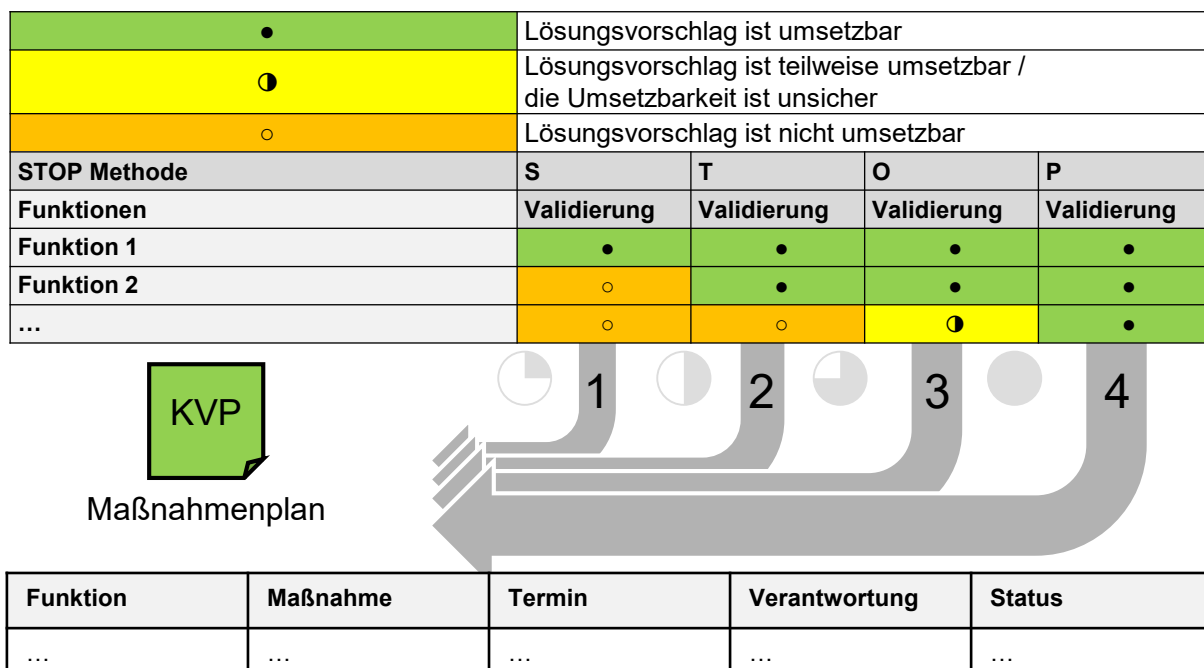 ● Lösungsvorschlag ist umsetzbar
◑ Lösungsvorschlag ist teilweise umsetzbar /
die Umsetzbarkeit ist unsicher
○ Lösungsvorschlag ist nicht umsetzbar
STOP Methode S T O P
Funktionen Validierung Validierung Validierung Validierung
Funktion 1 ● ● ● ●
Funktion 2 ○ ● ● ●
… ○ ○ ◑ ●
1 2 3 4
KVP
Maßnahmenplan
Funktion Maßnahme Termin Verantwortung Status
… … … … …